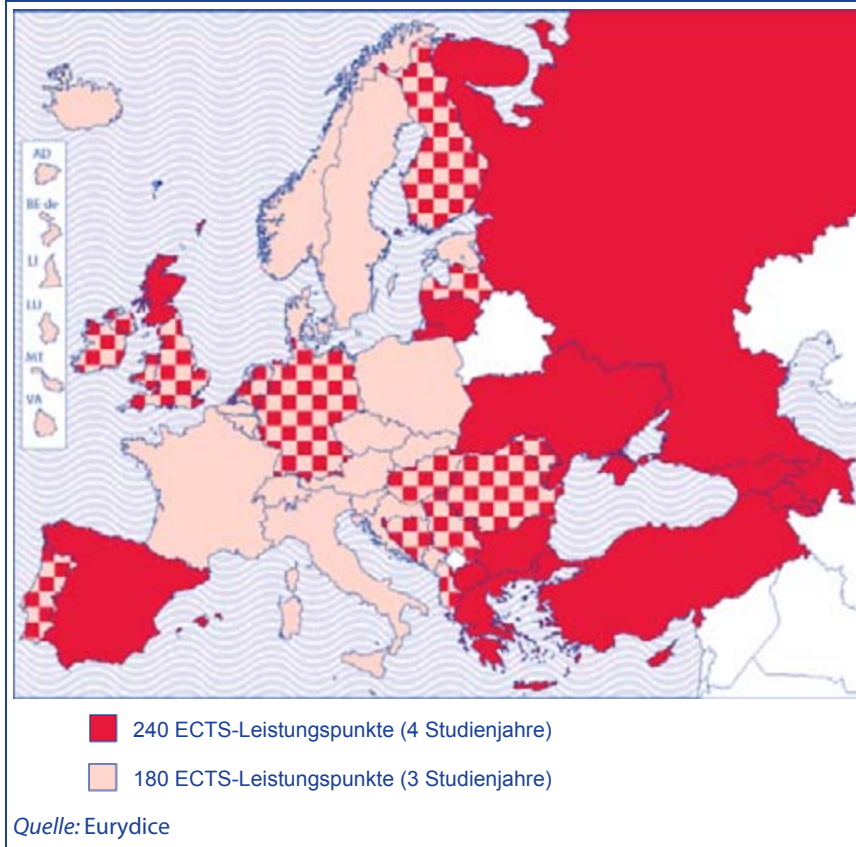 AD
BE-de
LI
LU
MT
VA
240 ECTS-Leistungspunkte (4 Studienjahre)
180 ECTS-Leistungspunkte (3 Studienjahre)
Quelle: Eurydice